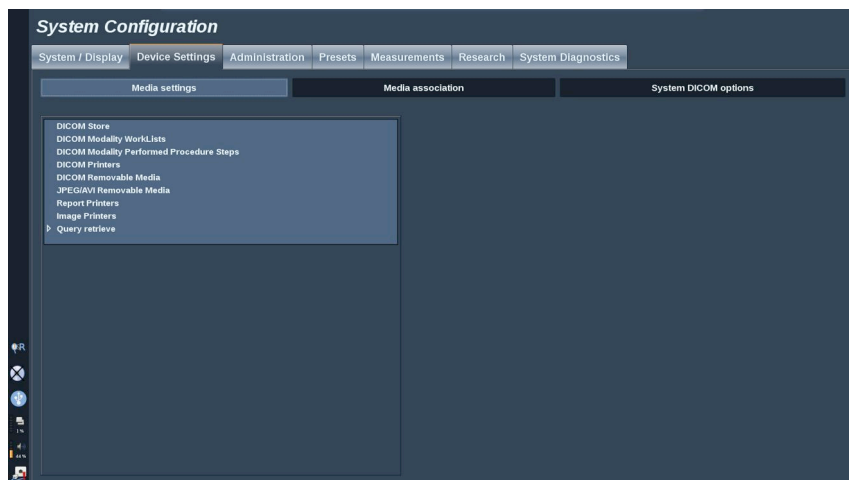 System Configuration
System / Display Device Settings Administration Presets Measurements Research System Diagnostics
Media settings Media association System DICOM options
DICOM Store
DICOM Modality WorkLists
DICOM Modality Performed Procedure Steps
DICOM Printers
DICOM Removable Media
JPEG/AVI Removable Media
Report Printers
Image Printers
Query retrieve
R
1%
44%